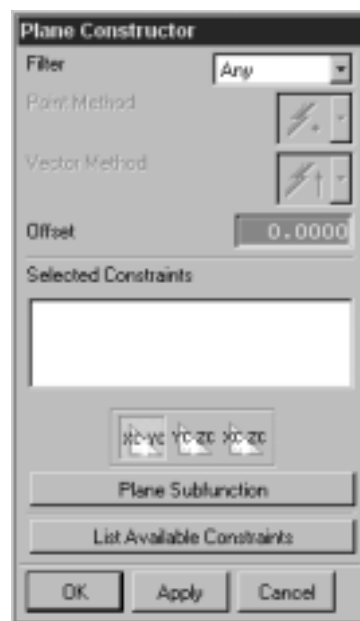 Plane Constructor
Filter Any
Point Method
Vector Method
Offset 0.0000
Selected Constraints
XC-YC YC-ZC XC-ZC
Plane Subfunction
List Available Constraints
OK Apply Cancel